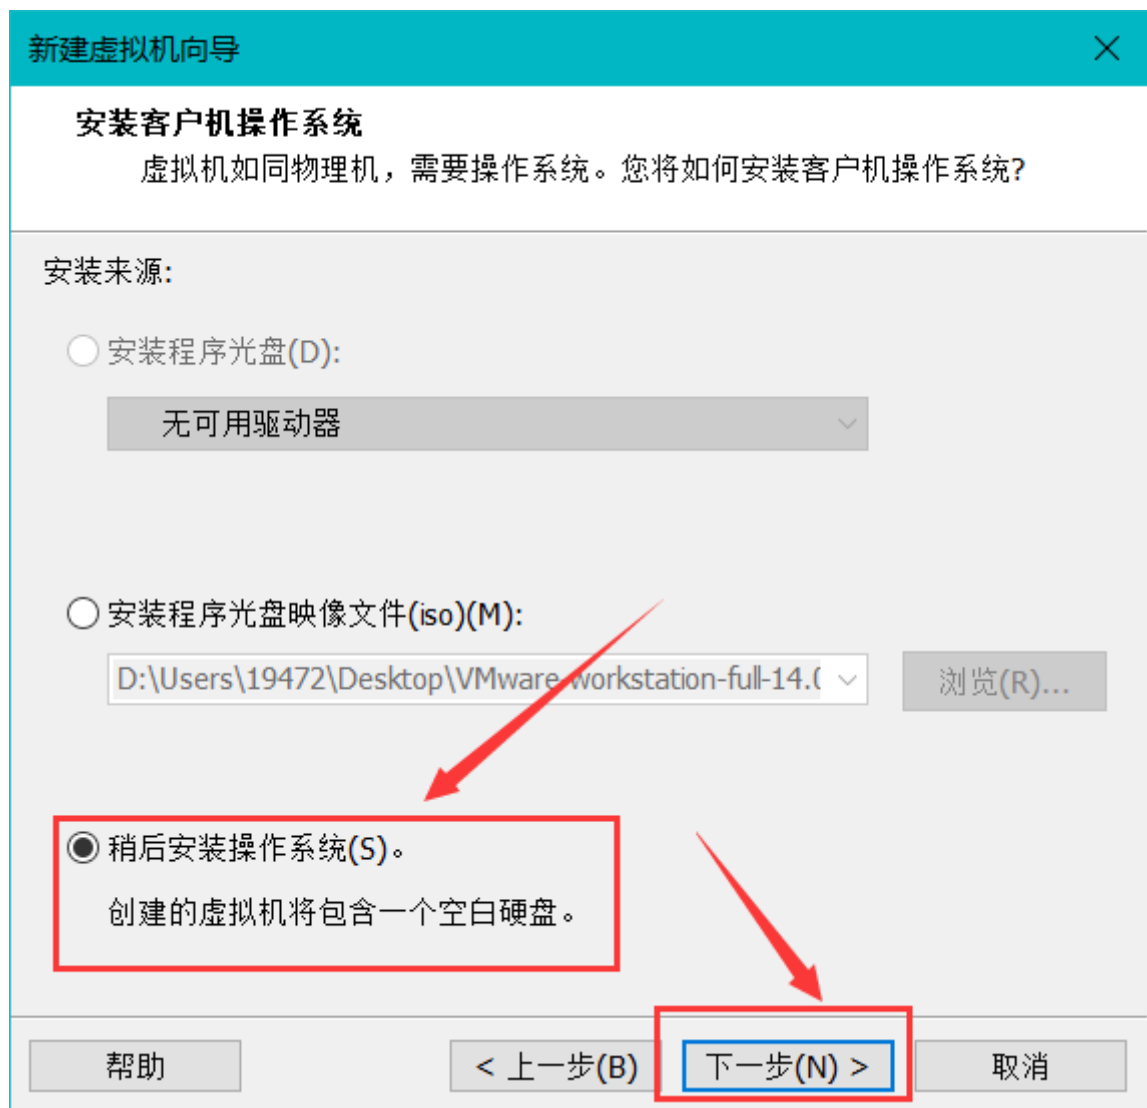 新建虚拟机向导
安装客户机操作系统
虚拟机如同物理机，需要操作系统。您将如何安装客户机操作系统?
安装来源:
安装程序光盘(D):
无可用驱动器
安装程序光盘映像文件(iso)(M):
D:\Users\19472\Desktop\VMware-workstation-full-14.0
浏览(R)...
稍后安装操作系统(S)。
创建的虚拟机将包含一个空白硬盘。
帮助
< 上一步(B)
下一步(N) >
取消